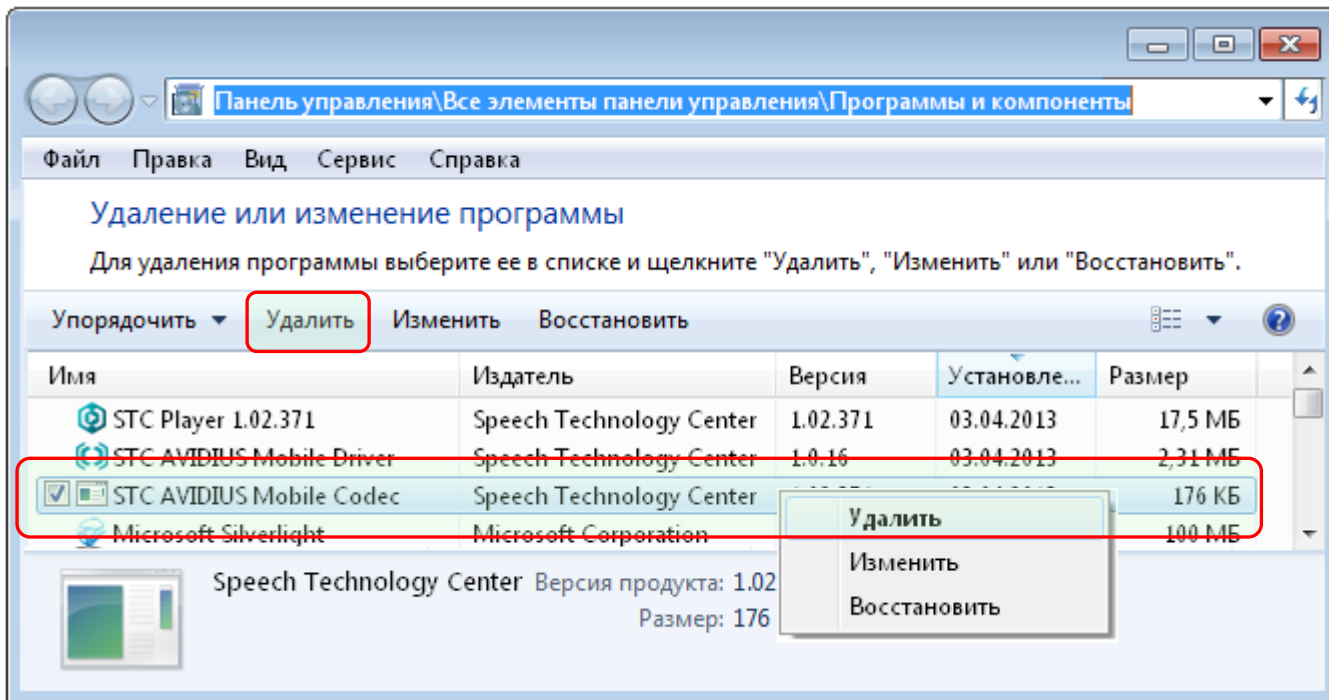 Панель управления\Все элементы панели управления\Программы и компоненты
Файл Правка Вид Сервис Справка
Удаление или изменение программы
Для удаления программы выберите ее в списке и щелкните "Удалить", "Изменить" или "Восстановить".
Упорядочить Удалить Изменить Восстановить
Имя Издатель Версия Установле... Размер
STC Player 1.02.371 Speech Technology Center 1.02.371 03.04.2013 17,5 МБ
STC AVIDIUS Mobile Driver Speech Technology Center 1.0.16 03.04.2013 2,31 МБ
STC AVIDIUS Mobile Codec Speech Technology Center 176 КБ
Microsoft Silverlight Microsoft Corporation 100 МБ
Удалить
Изменить
Восстановить
Speech Technology Center Версия продукта: 1.02
Размер: 176